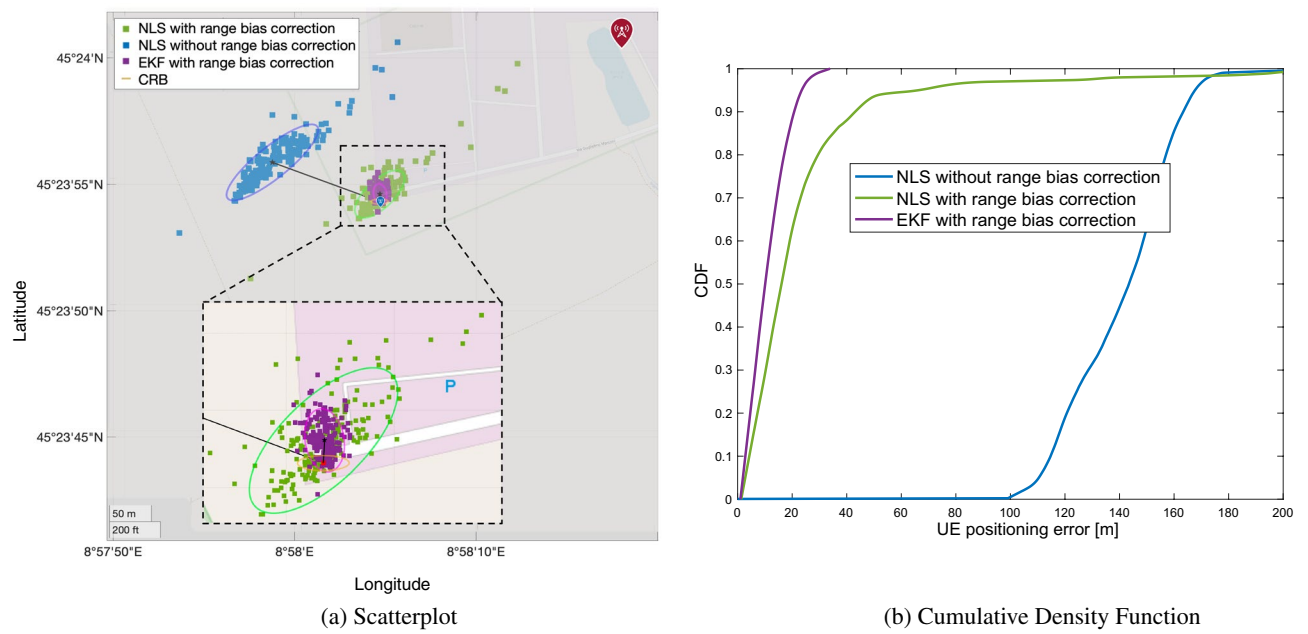 NLS with range bias correction
NLS without range bias correction
EKF with range bias correction
CRB
45°24'N
45°23'55"N
45°23'50"N
45°23'45"N
Latitude
P
50 m
200 ft
8°57'50"E
8°58'E
8°58'10"E
Longitude
(a) Scatterplot
1
0.9
0.8
0.7
0.6
0.5
0.4
0.3
0.2
0.1
0
CDF
NLS without range bias correction
NLS with range bias correction
EKF with range bias correction
0 20 40 60 80 100 120 140 160 180 200
UE positioning error [m]
(b) Cumulative Density Function